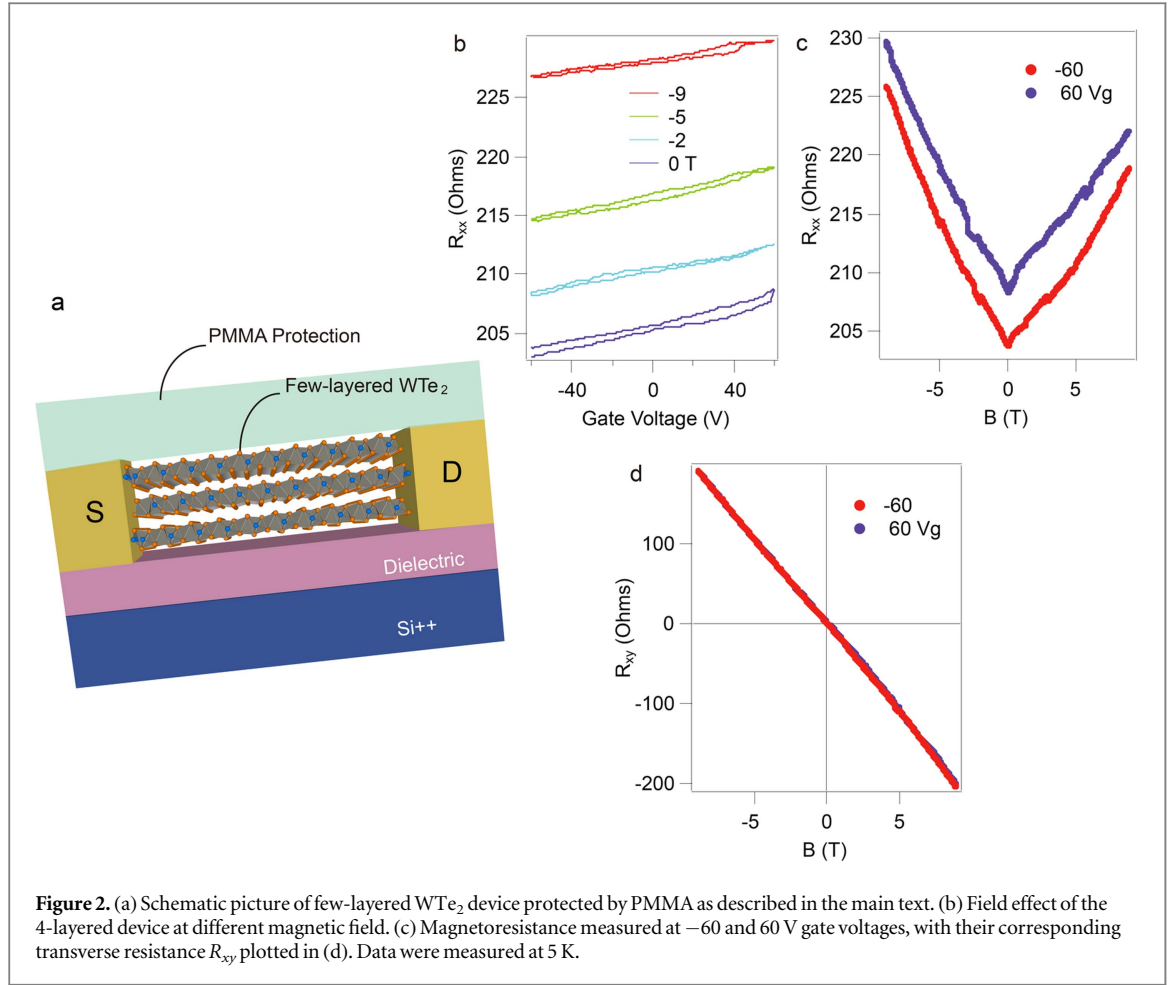 a
PMMA Protection
Few-layered WTe₂
S
D
Dielectric
Si++
b
225
220
215
210
205
Rxx (Ohms)
-9
-5
-2
0 T
-40
0
40
Gate Voltage (V)
c
230
225
220
215
210
205
Rxx (Ohms)
-60
60 Vg
-5
0
5
B (T)
d
100
0
-100
-200
Rxy (Ohms)
-60
60 Vg
-5
0
5
B (T)
Figure 2. (a) Schematic picture of few-layered WTe₂ device protected by PMMA as described in the main text. (b) Field effect of the
4-layered device at different magnetic field. (c) Magnetoresistance measured at −60 and 60 V gate voltages, with their corresponding
transverse resistance Rxy plotted in (d). Data were measured at 5 K.